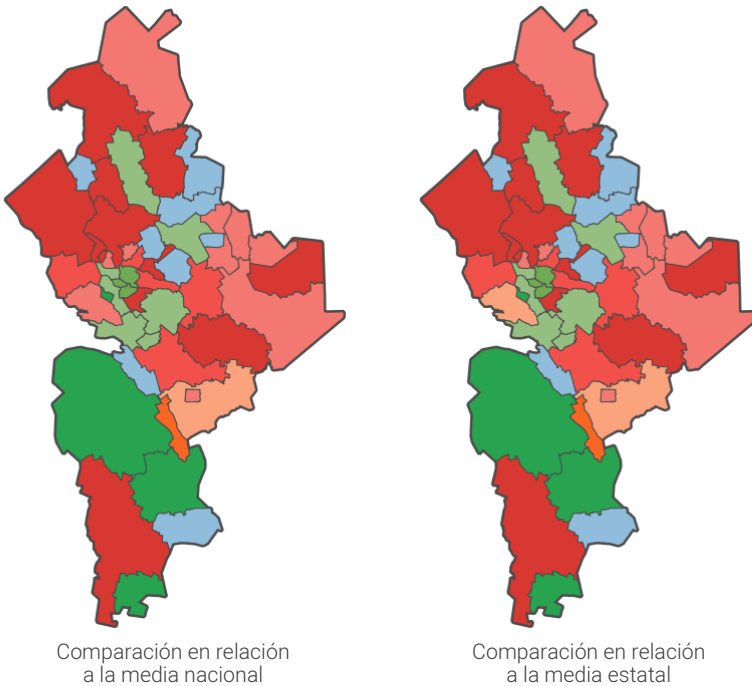 Comparación en relación
a la media nacional
Comparación en relación
a la media estatal